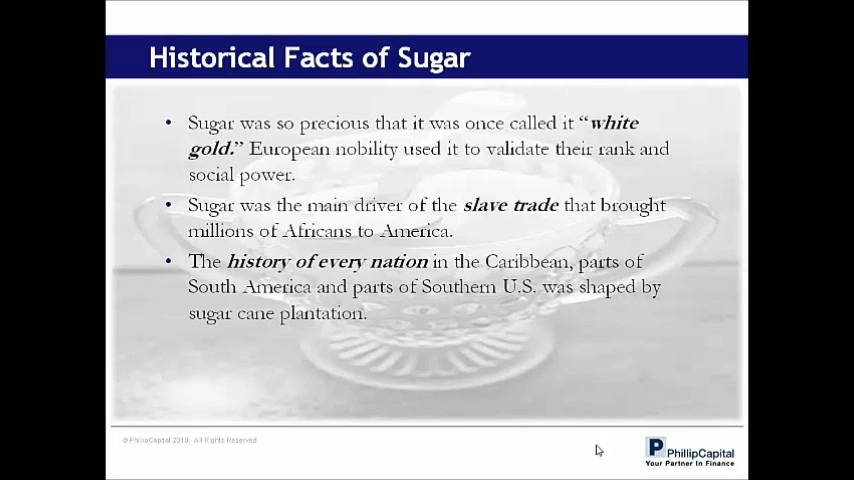 Historical Facts of Sugar
• Sugar was so precious that it was once called it “white
gold.” European nobility used it to validate their rank and
social power.
• Sugar was the main driver of the slave trade that brought
millions of Africans to America.
• The history of every nation in the Caribbean, parts of
South America and parts of Southern U.S. was shaped by
sugar cane plantation.
© PhillipCapital 2010. All Rights Reserved.
P PhillipCapital
Your Partner In Finance